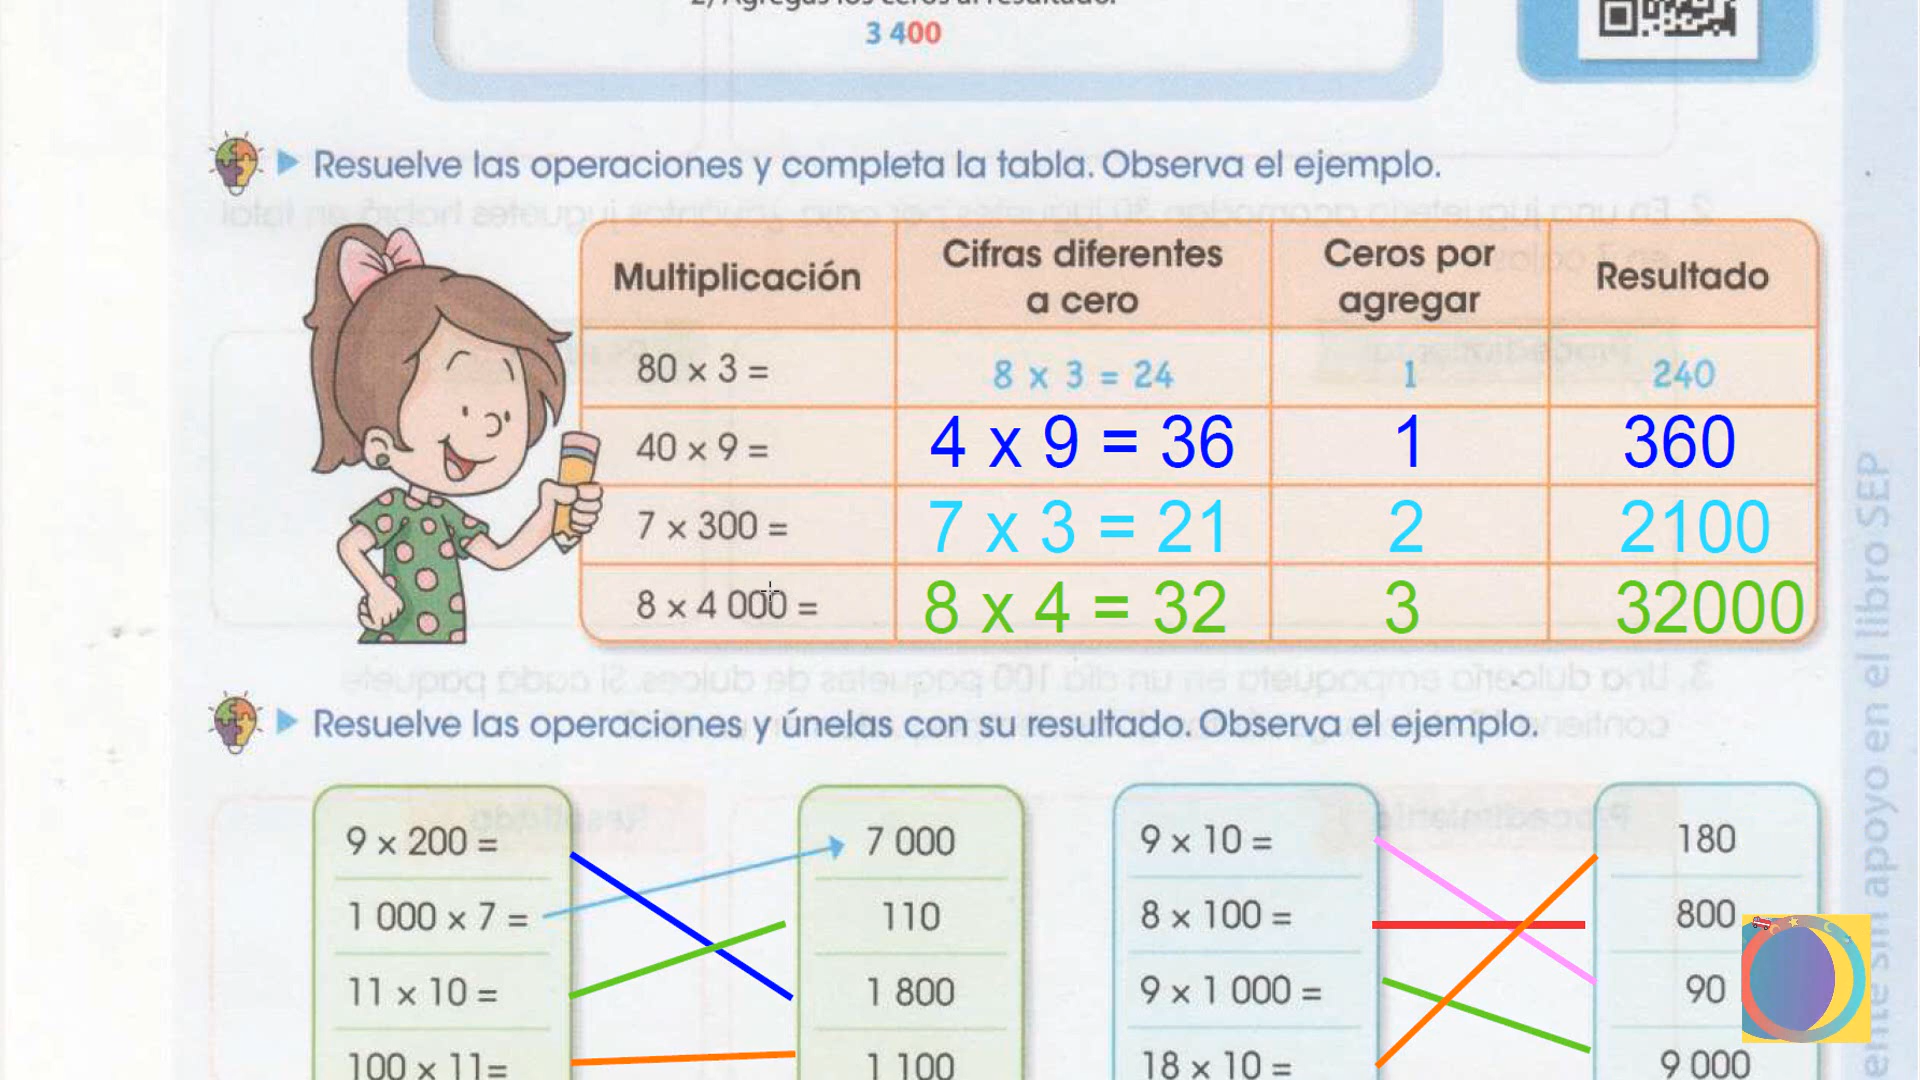 3 400
Resuelve las operaciones y completa la tabla. Observa el ejemplo.
Multiplicación
Cifras diferentes
a cero
Ceros por
agregar
Resultado
80 x 3 =
8 x 3 = 24
1
240
40 x 9 =
4 x 9 = 36
1
360
7 x 300 =
7 x 3 = 21
2
2100
8 x 4 000 =
8 x 4 = 32
3
32000
Resuelve las operaciones y únelas con su resultado. Observa el ejemplo.
9 x 200 =
1 000 x 7 =
11 x 10 =
100 x 11=
7 000
110
1 800
1 100
9 x 10 =
8 x 100 =
9 x 1 000 =
18 x 10 =
180
800
90
9 000
sin apoyo en el libro SEP